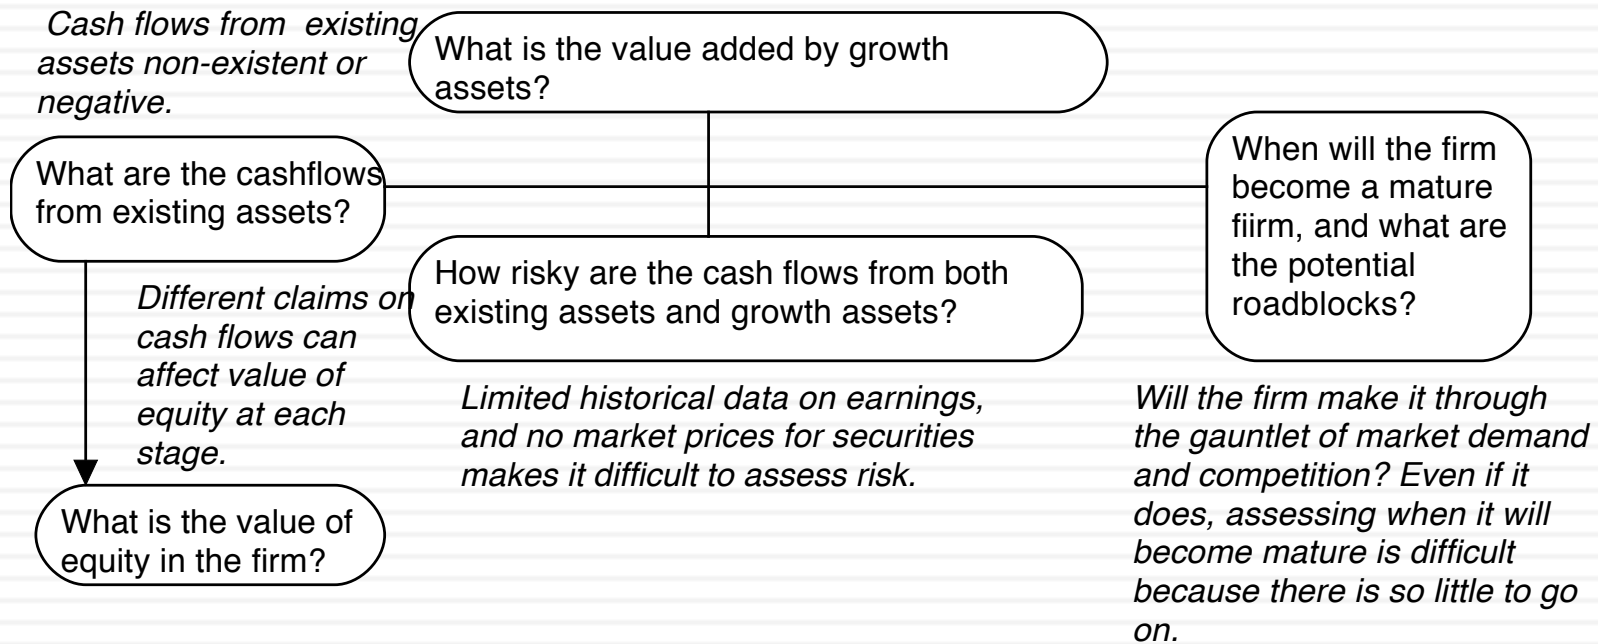 Cash flows from  existing
assets non-existent or
negative.
What is the value added by growth
assets?
What are the cashflows
from existing assets?
When will the firm
become a mature
fiirm, and what are
the potential
roadblocks?
How risky are the cash flows from both
existing assets and growth assets?
Different claims on
cash flows can
affect value of
equity at each
stage.
Limited historical data on earnings,
and no market prices for securities
makes it difficult to assess risk.
Will the firm make it through
the gauntlet of market demand
and competition? Even if it
does, assessing when it will
become mature is difficult
because there is so little to go
on.
What is the value of
equity in the firm?